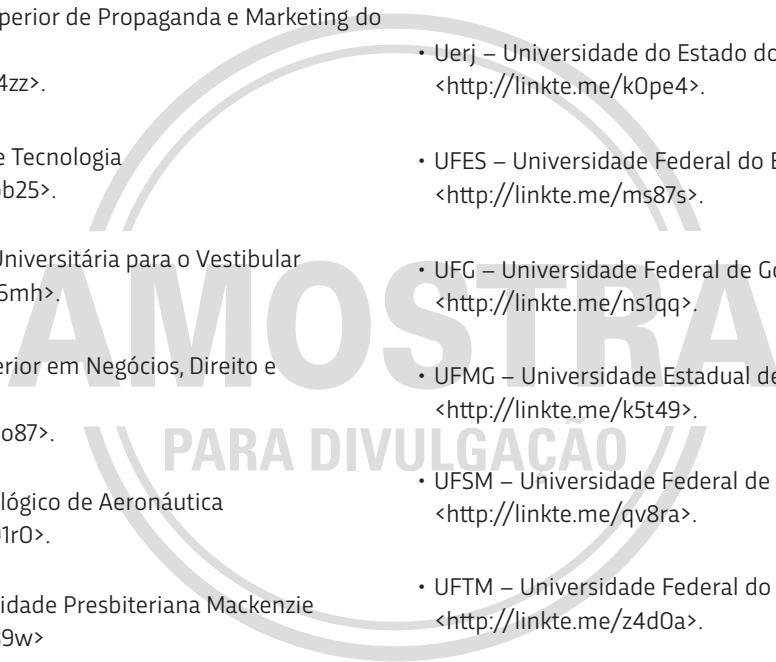 perior de Propaganda e Marketing do
4zz>.
e Tecnologia
b25>.
Universitária para o Vestibular
5mh>.
erior em Negócios, Direito e
o87>.
lógico de Aeronáutica
1r0>.
idade Presbiteriana Mackenzie
39w>
• Uerj – Universidade do Estado do
<http://linkte.me/k0pe4>.
• UFES – Universidade Federal do E
<http://linkte.me/ms87s>.
• UFG – Universidade Federal de Go
<http://linkte.me/ns1qq>.
• UFMG – Universidade Estadual de
<http://linkte.me/k5t49>.
• UFSM – Universidade Federal de
<http://linkte.me/qv8ra>.
• UFTM – Universidade Federal do
<http://linkte.me/z4d0a>.
AMOSTRA
PARA DIVULGAÇÃO